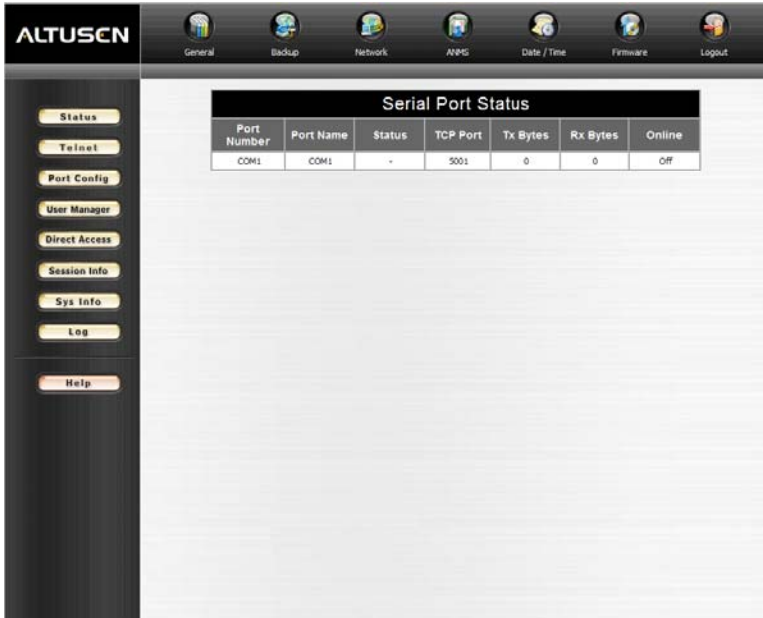 ALTUSEN
General Backup Network ANMS Date / Time Firmware Logout
Status
Telnet
Port Config
User Manager
Direct Access
Session Info
Sys Info
Log
Help
Serial Port Status
Port Number Port Name Status TCP Port Tx Bytes Rx Bytes Online
COM1 COM1 - 5001 0 0 Off